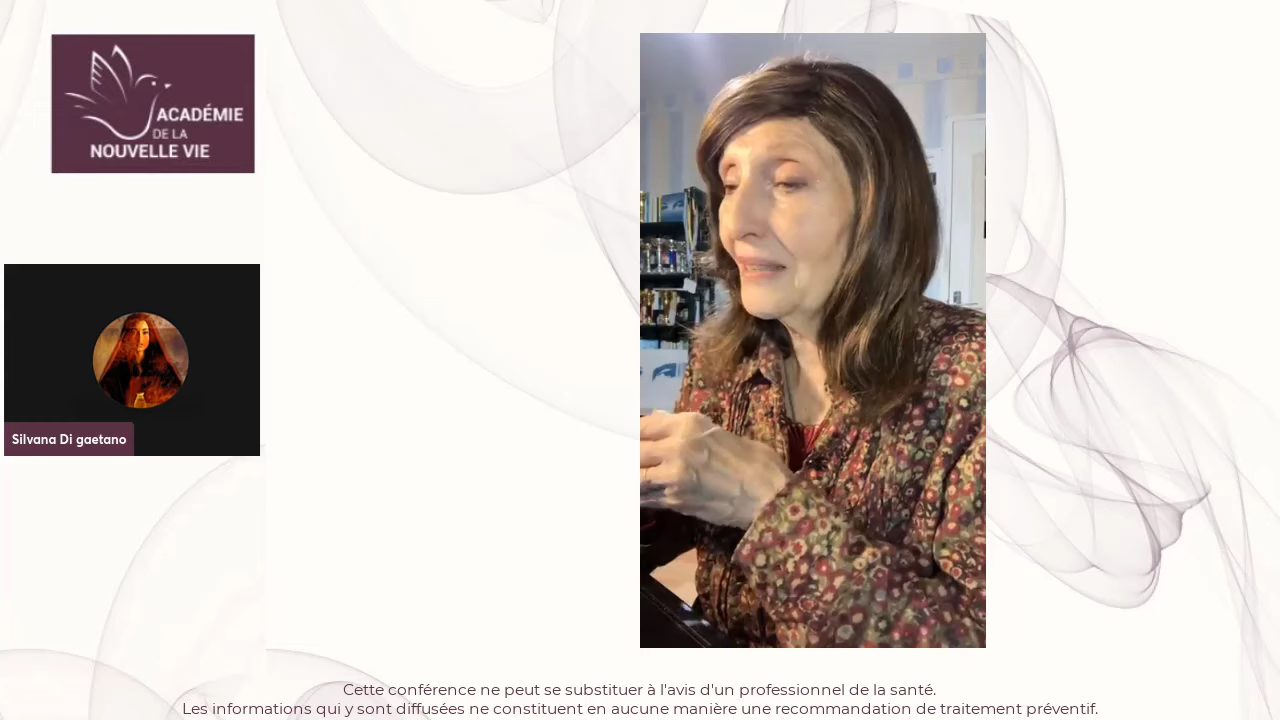 ACADÉMIE
DE LA
NOUVELLE VIE
Silvana Di gaetano
Cette conférence ne peut se substituer à l'avis d'un professionnel de la santé.
Les informations qui y sont diffusées ne constituent en aucune manière une recommandation de traitement préventif.